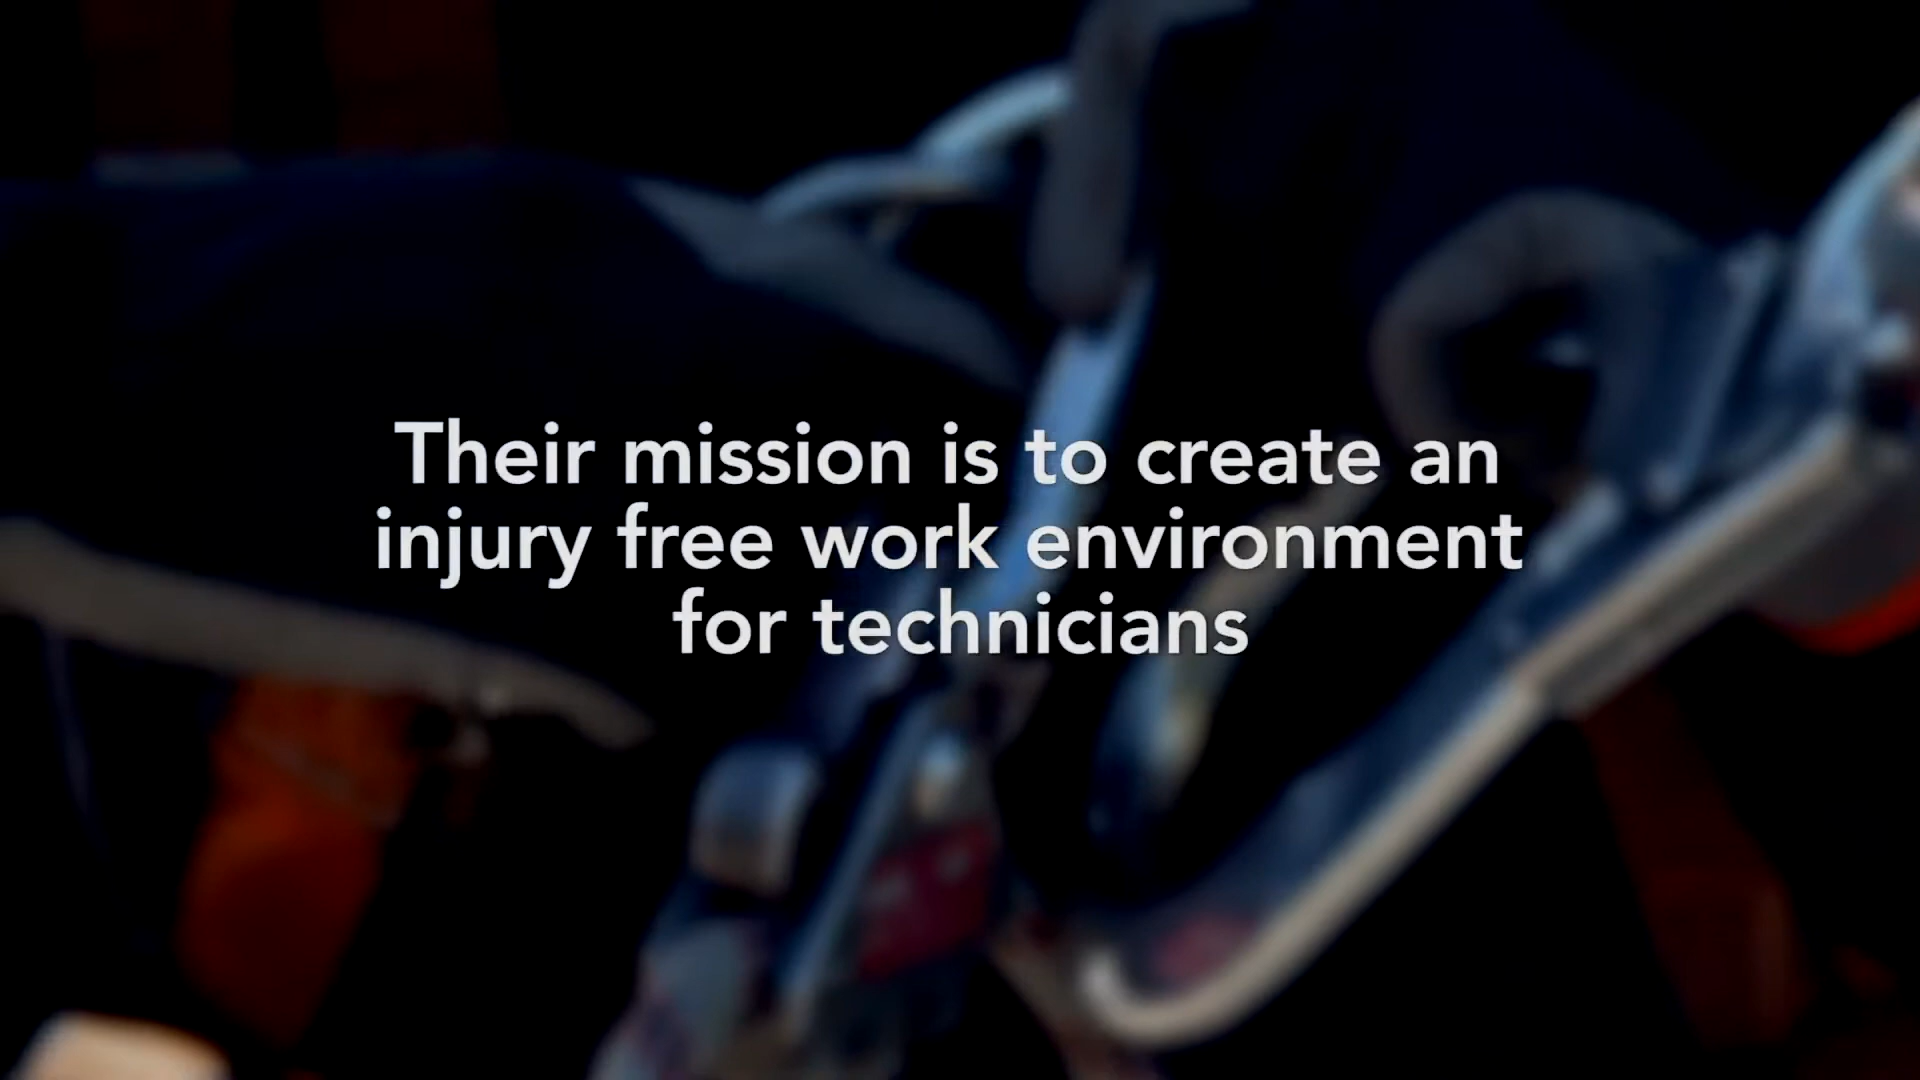 Their mission is to create an
injury free work environment
for technicians